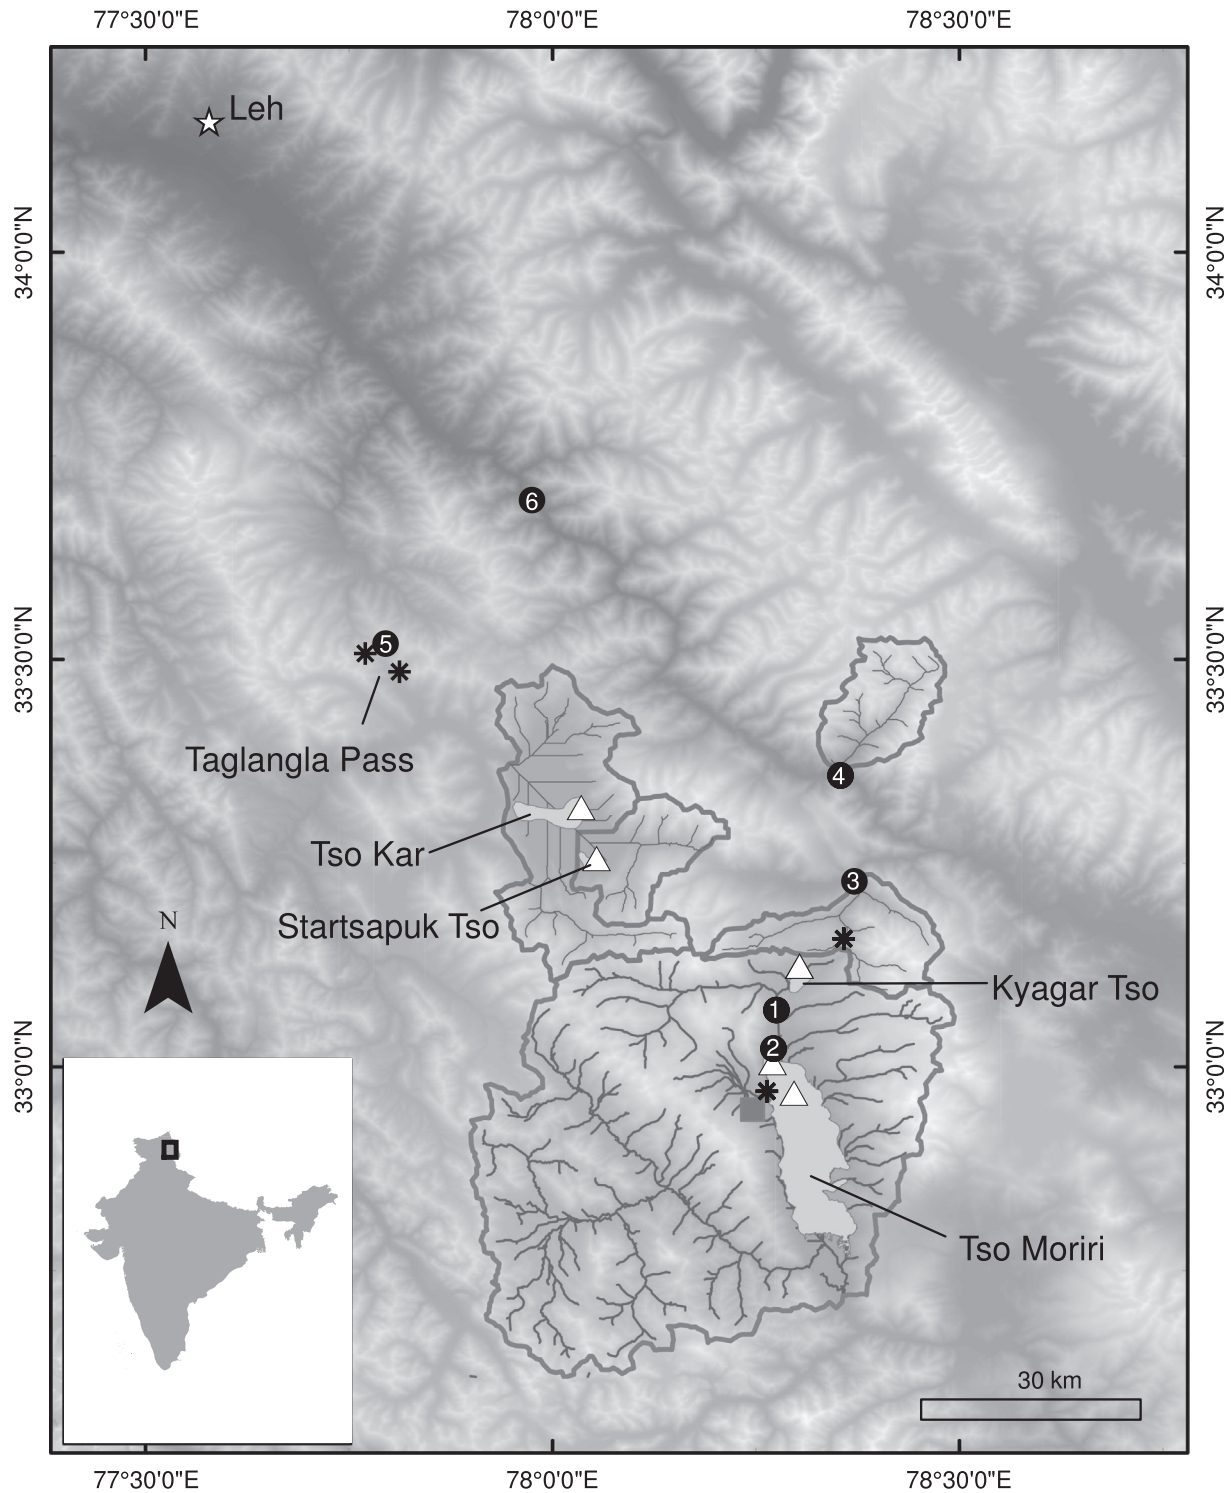 77°30'0"E 78°0'0"E 78°30'0"E
Leh
34°0'0"N 34°0'0"N
6
33°30'0"N 33°30'0"N
5
Taglangla Pass
4
Tso Kar
3
Startsapuk Tso
N
Kyagar Tso
1
2
33°0'0"N 33°0'0"N
Tso Moriri
30 km
77°30'0"E 78°0'0"E 78°30'0"E